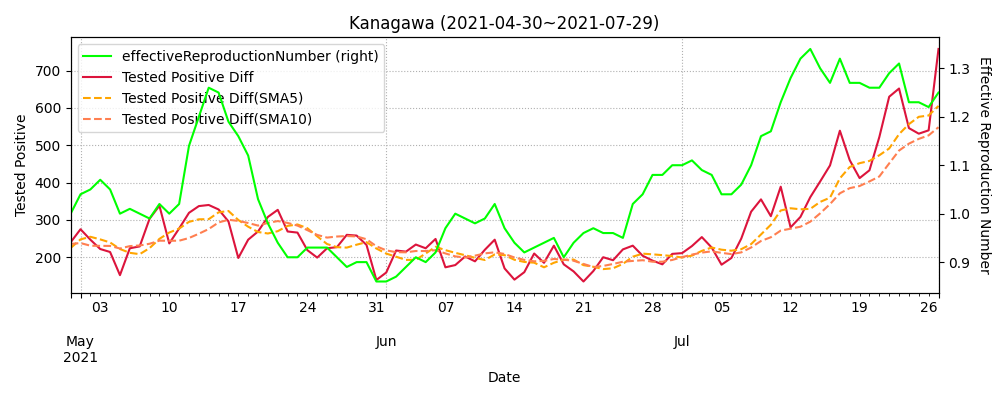 Kanagawa (2021-04-30~2021-07-29)
effectiveReproductionNumber (right)
Tested Positive Diff
Tested Positive Diff(SMA5)
Tested Positive Diff(SMA10)
Tested Positive
700
600
500
400
300
200
1.3
1.2
1.1
1.0
0.9
Effective Reproduction Number
03 10 17 24 31 07 14 21 28 05 12 19 26
May Jun Jul
2021
Date